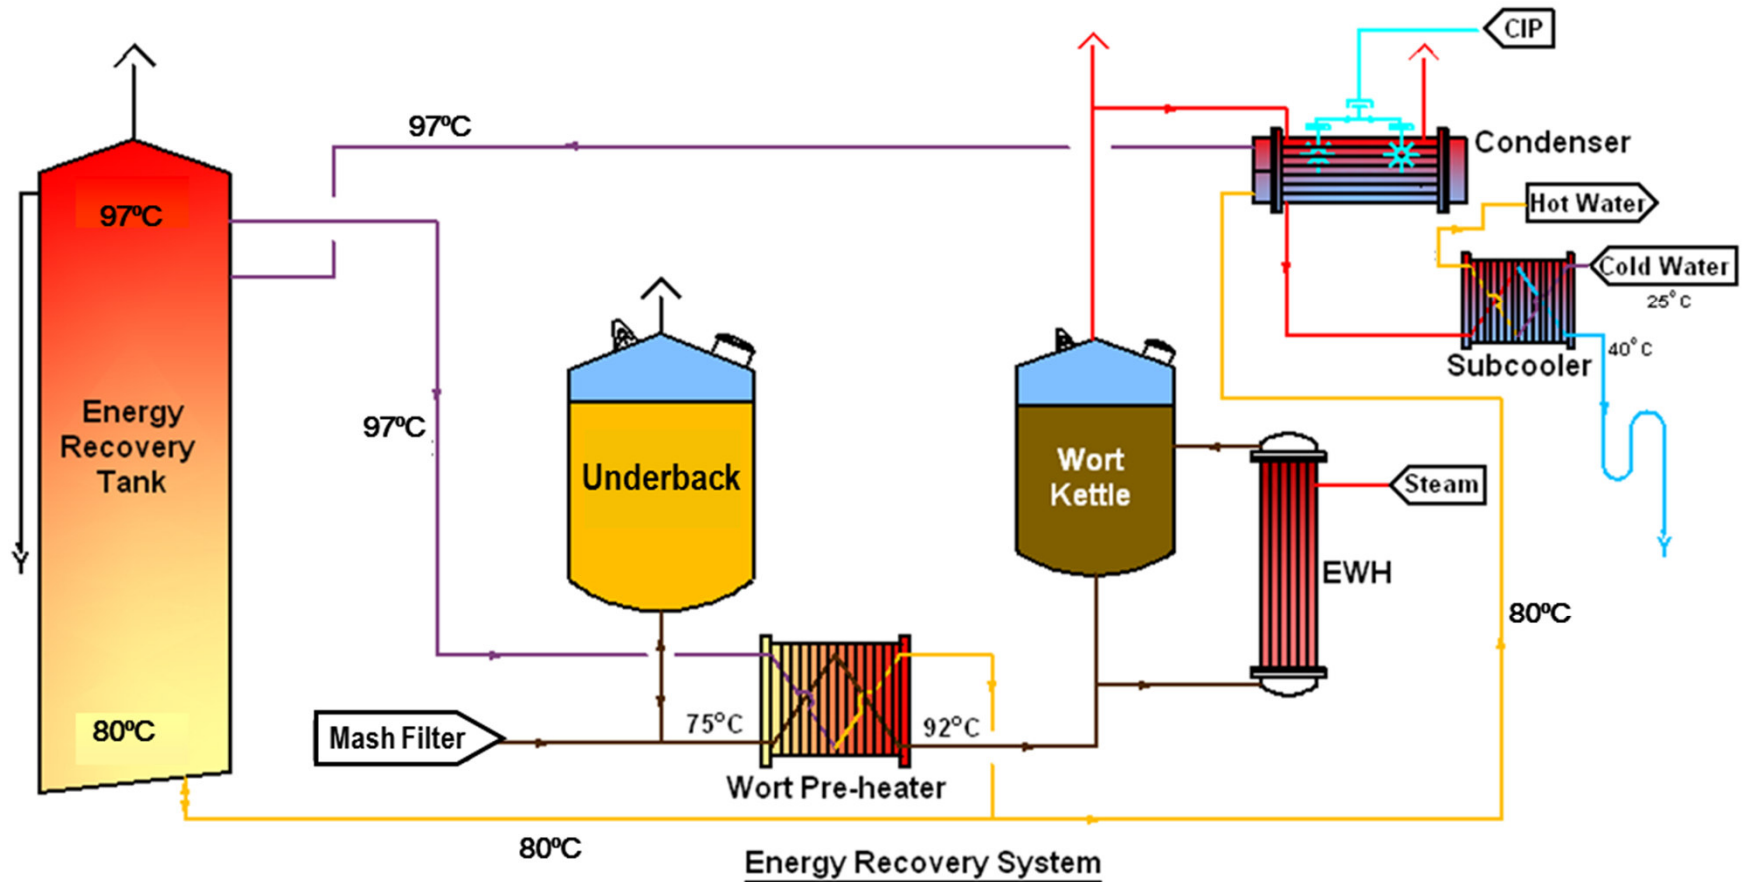 CIP
97ºC
Condenser
97ºC
Hot Water
Cold Water
25°C
40°C
Subcooler
Energy
Recovery
Tank
97ºC
Underback
Wort
Kettle
Steam
EWH
80ºC
80ºC
Mash Filter
75°C
92°C
Wort Pre-heater
80ºC
Energy Recovery System